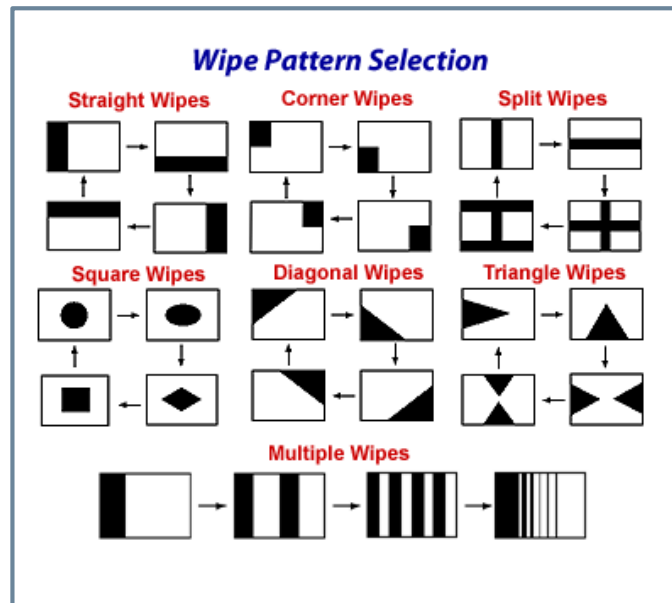 Wipe Pattern Selection
Straight Wipes
Corner Wipes
Split Wipes
Square Wipes
Diagonal Wipes
Triangle Wipes
Multiple Wipes